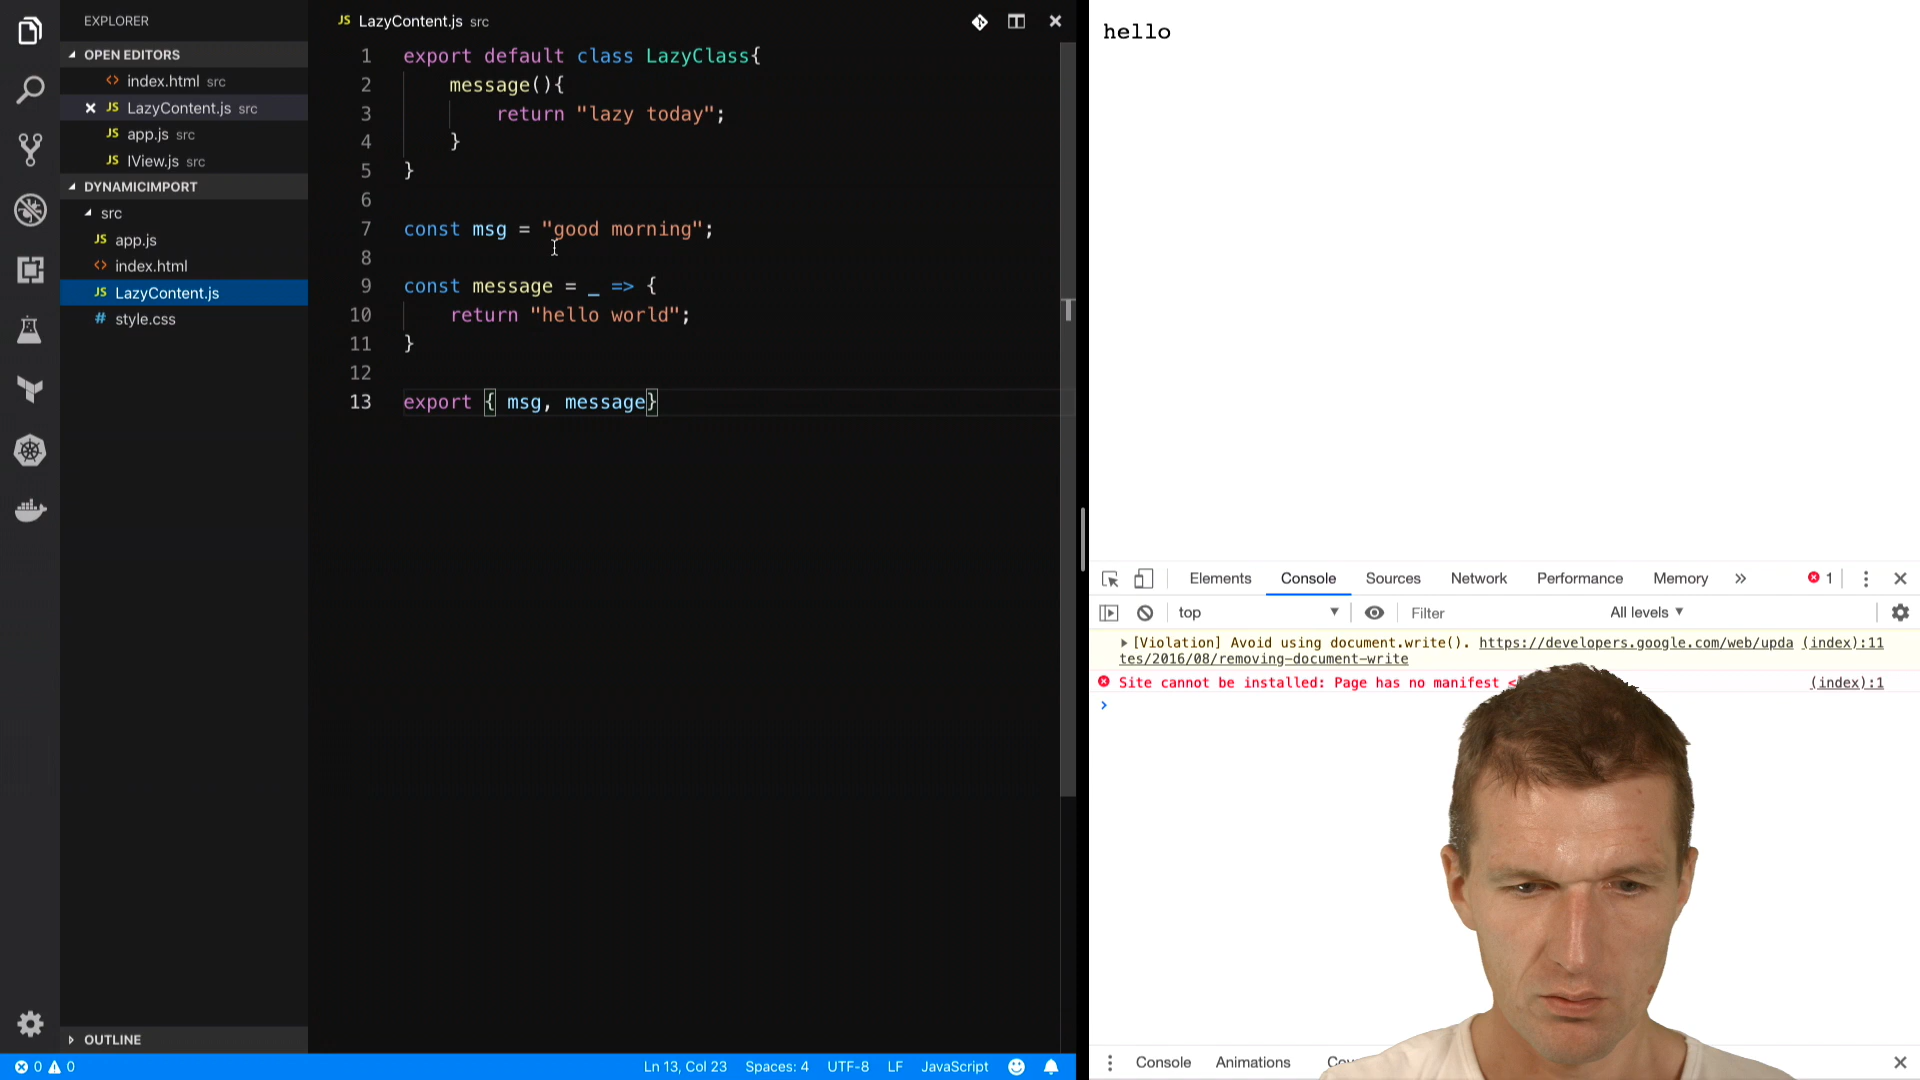 EXPLORER
OPEN EDITORS
index.html src
LazyContent.js src
app.js src
IView.js src
DYNAMICIMPORT
src
app.js
index.html
LazyContent.js
style.css
OUTLINE
JS LazyContent.js src
1 export default class LazyClass{
2 message(){
3 return "lazy today";
4 }
5 }
6
7 const msg = "good morning";
8
9 const message = _ => {
10 return "hello world";
11 }
12
13 export { msg, message}
0 0
Ln 13, Col 23 Spaces: 4 UTF-8 LF JavaScript
hello
Elements Console Sources Network Performance Memory » 1
top Filter All levels
[Violation] Avoid using document.write(). https://developers.google.com/web/upda (index):11
tes/2016/08/removing-document-write
Site cannot be installed: Page has no manifest < (index):1
Console Animations